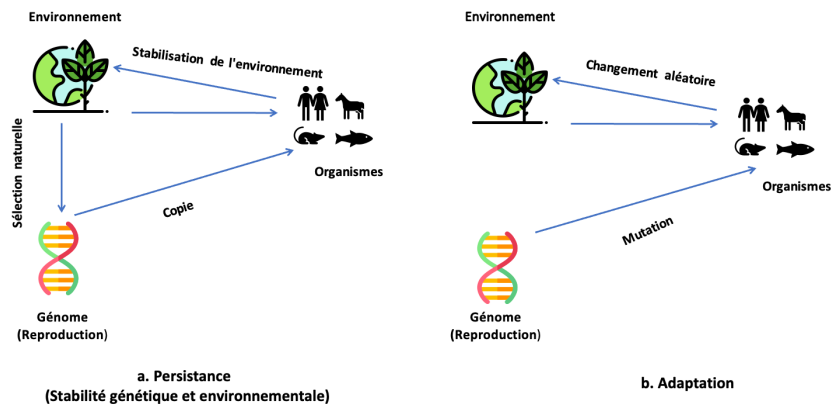 Environnement
Stabilisation de l'environnement
Sélection naturelle
Organismes
Copie
Génome
(Reproduction)
a. Persistance
(Stabilité génétique et environnementale)
Environnement
Changement aléatoire
Organismes
Mutation
Génome
(Reproduction)
b. Adaptation